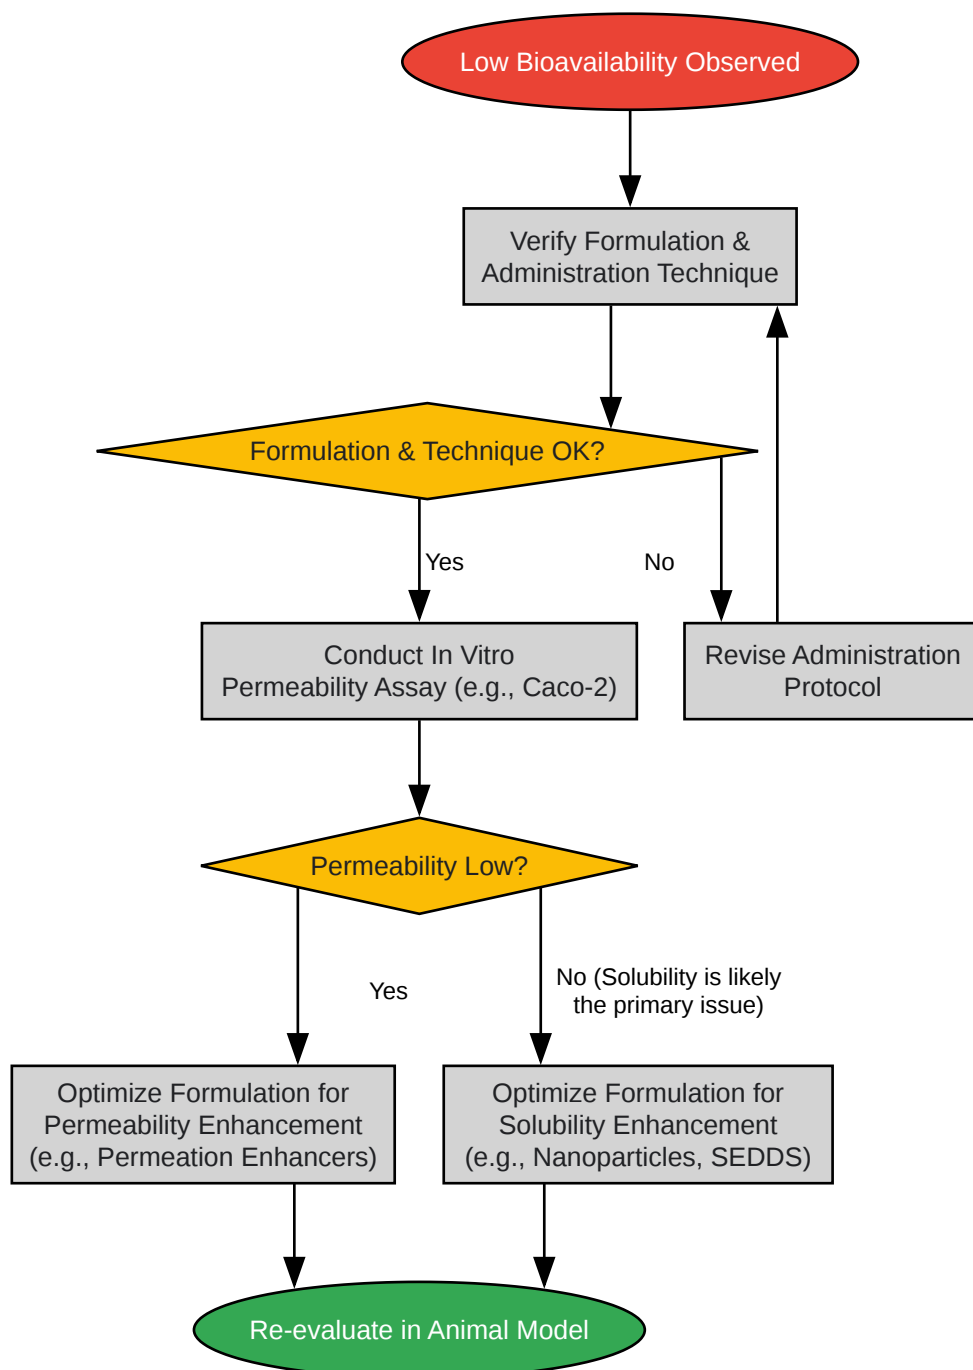 Low Bioavailability Observed
Verify Formulation &
Administration Technique
Formulation & Technique OK?
Yes
No
Conduct In Vitro
Permeability Assay (e.g., Caco-2)
Revise Administration
Protocol
Permeability Low?
Yes
No (Solubility is likely
the primary issue)
Optimize Formulation for
Permeability Enhancement
(e.g., Permeation Enhancers)
Optimize Formulation for
Solubility Enhancement
(e.g., Nanoparticles, SEDDS)
Re-evaluate in Animal Model